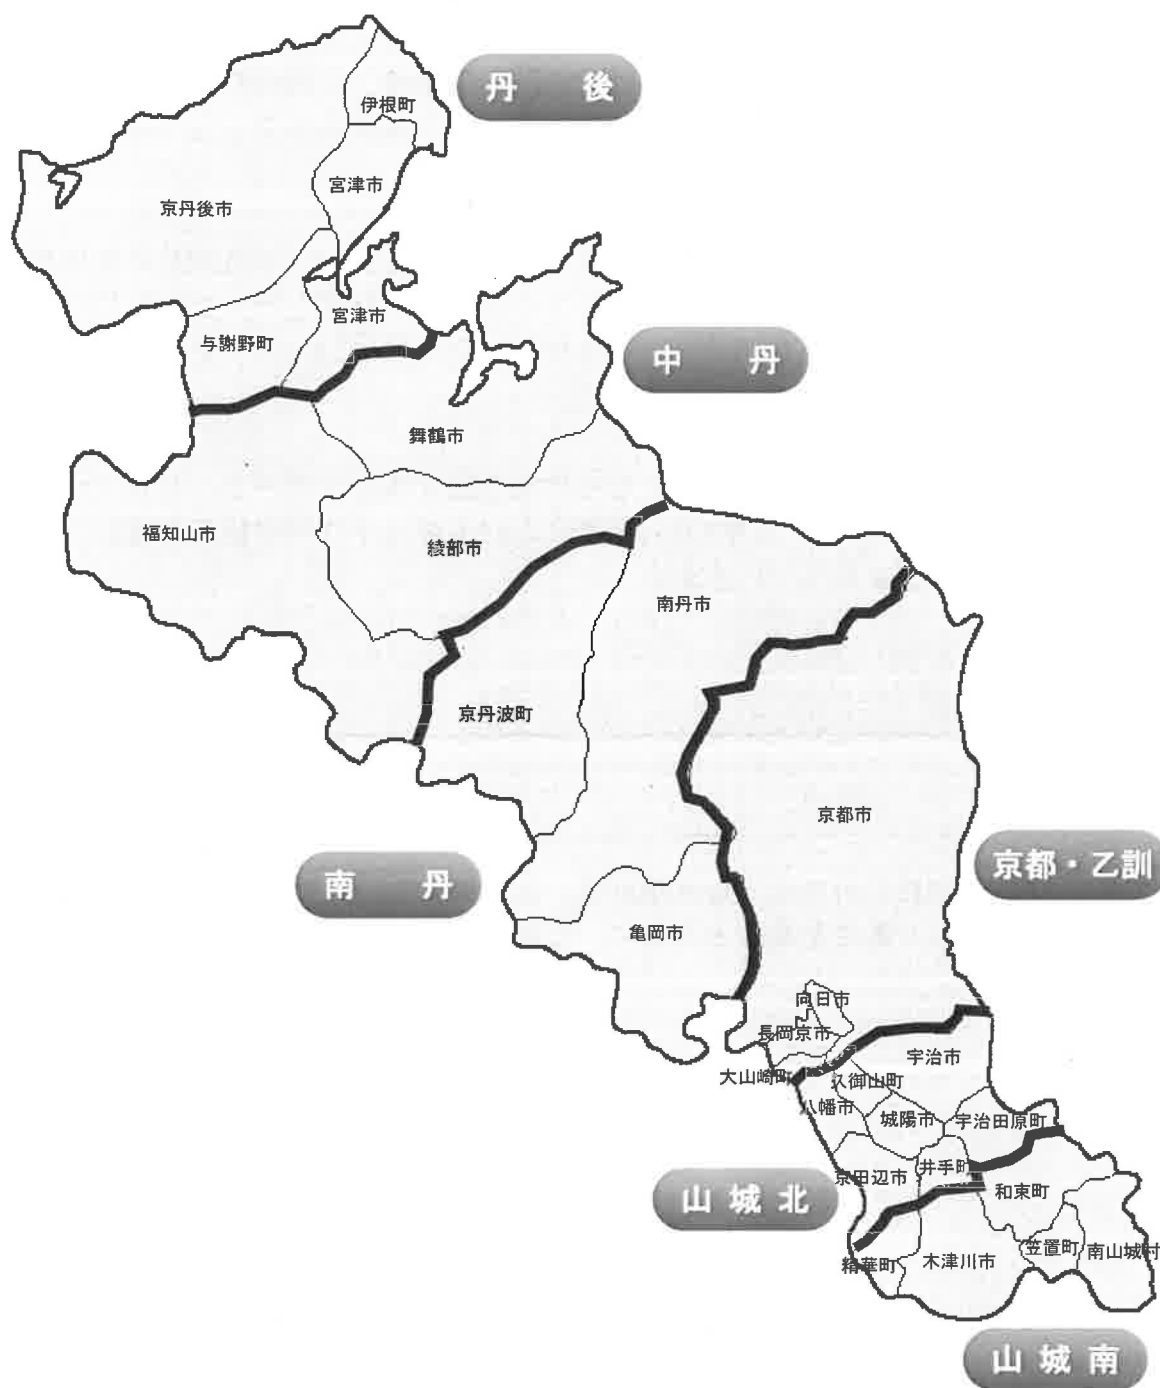 丹 後
伊根町
宮津市
京丹後市
宮津市
与謝野町
中 丹
舞鶴市
福知山市
綾部市
南丹市
京丹波町
京都市
京都・乙訓
南 丹
亀岡市
向日市
長岡京市
宇治市
大山崎町
久御山町
八幡市
城陽市
宇治田原町
井手町
京田辺市
山 城 北
和束町
笠置町
南山城村
木津川市
精華町
山 城 南